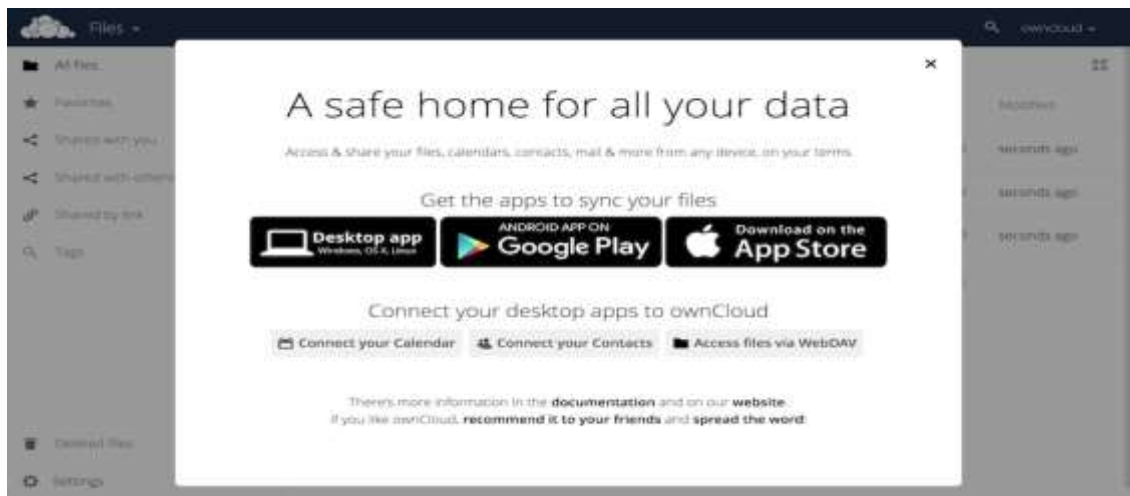 Files
owncloud
All files
Favorites
Shared with you
Shared with others
Shared by link
Tags
Deleted files
Settings
seconds ago
seconds ago
seconds ago
A safe home for all your data
Access & share your files, calendars, contacts, mail & more from any device, on your terms
Get the apps to sync your files
Desktop app
Windows, OS X, Linux
ANDROID APP ON
Google Play
Download on the
App Store
Connect your desktop apps to ownCloud
Connect your Calendar Connect your Contacts Access files via WebDAV
There's more information in the documentation and on our website
If you like ownCloud, recommend it to your friends and spread the word